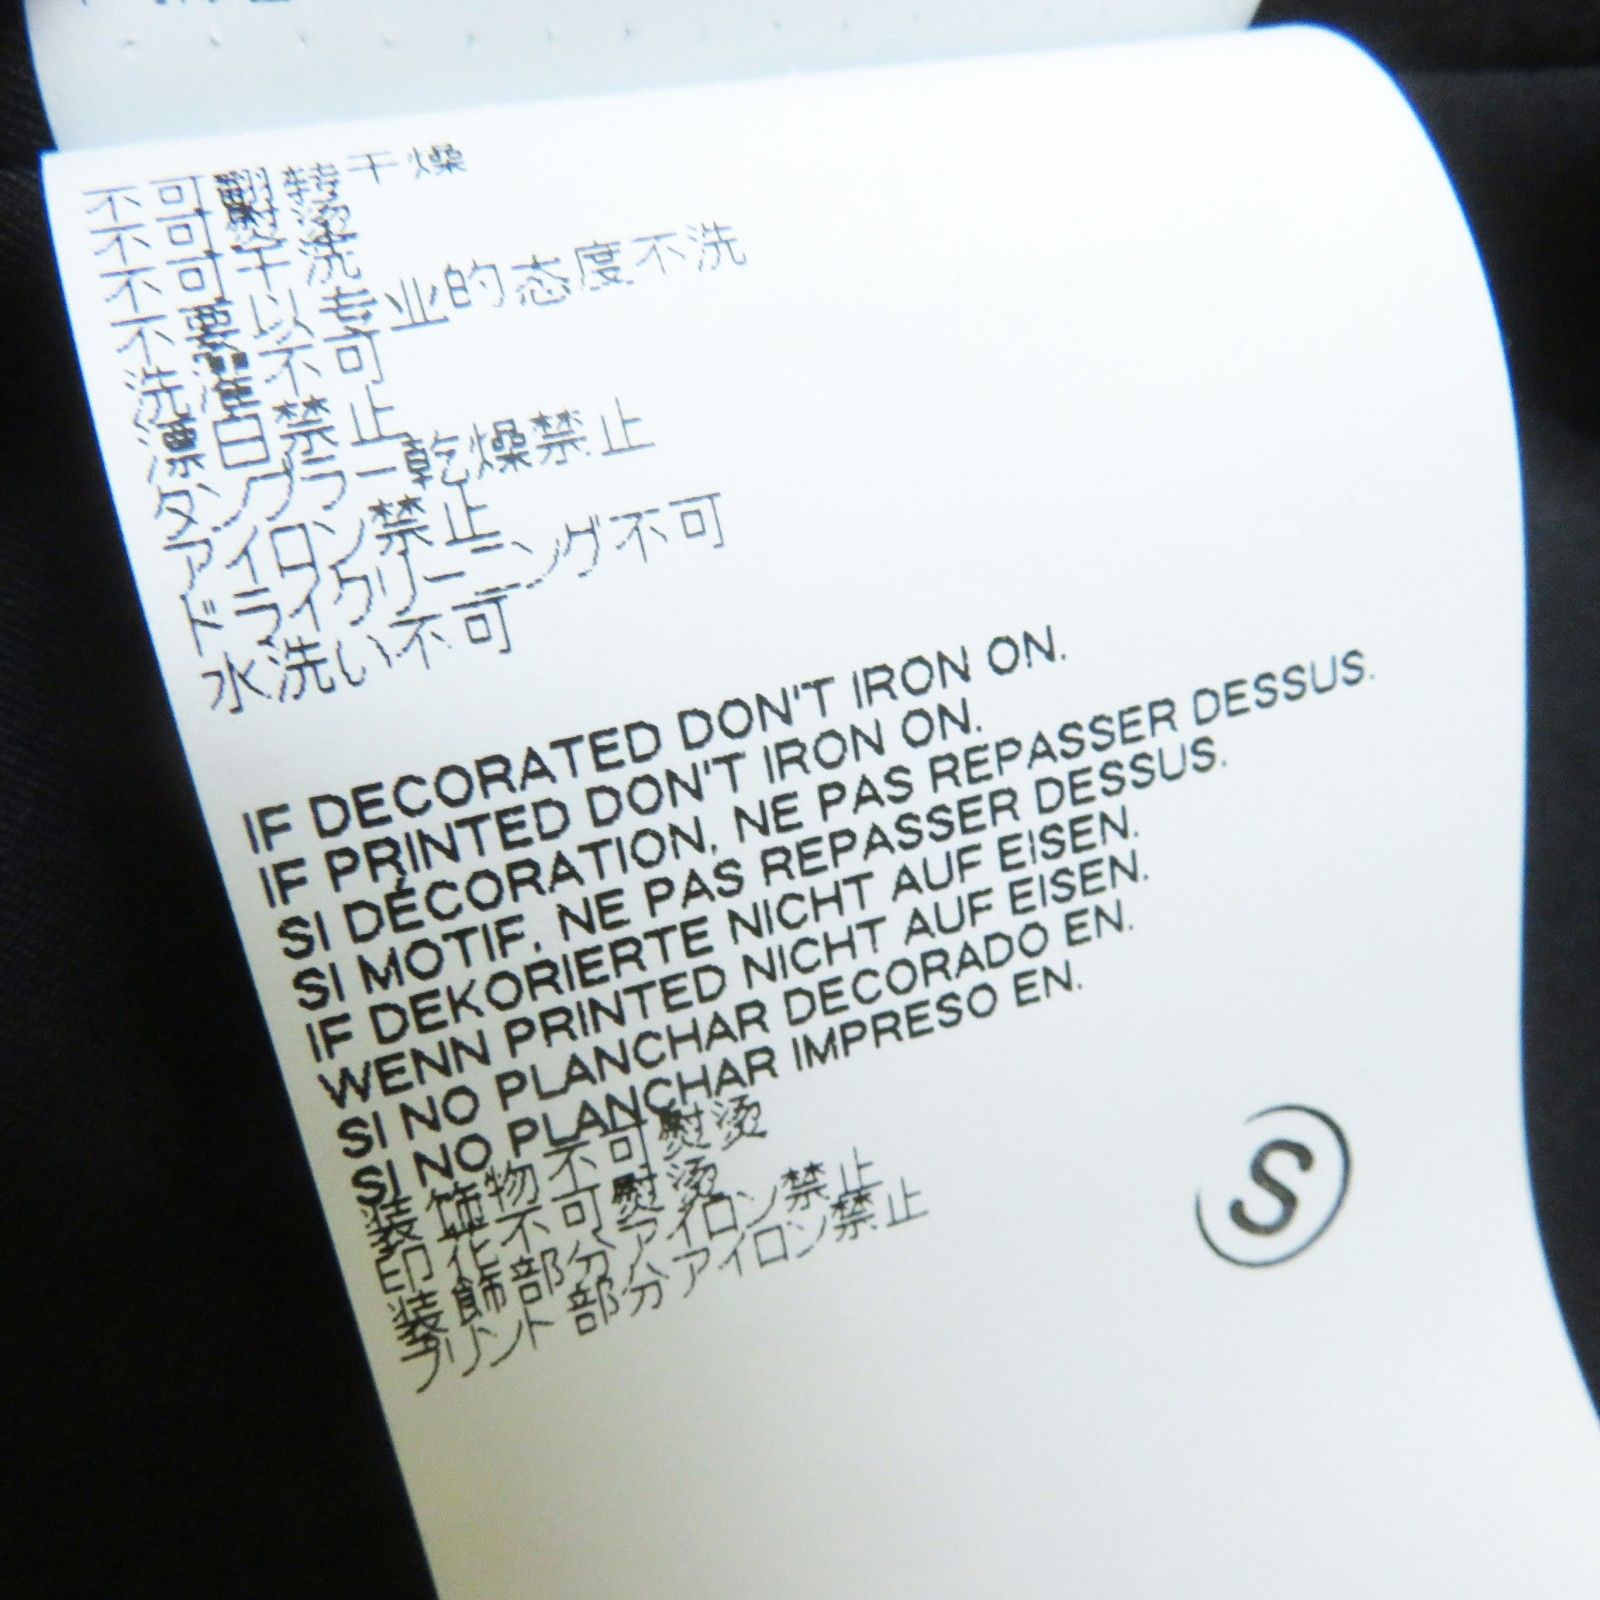 不可翻转干燥
不可熨烫
不可干洗
不要以专业的态度不洗
洗濯不可
漂白禁止
タンブラー乾燥禁止
アイロン禁止
ドライクリーニング不可
水洗い不可
IF DECORATED DON'T IRON ON.
IF PRINTED DON'T IRON ON.
SI DÉCORATION, NE PAS REPASSER DESSUS.
SI MOTIF, NE PAS REPASSER DESSUS.
IF DEKORIERTE NICHT AUF EISEN.
WENN PRINTED NICHT AUF EISEN.
SI NO PLANCHAR DECORADO EN.
SI NO PLANCHAR IMPRESO EN.
装饰物不可熨烫
印花不可熨烫
装飾部分アイロン禁止
プリント部分アイロン禁止
S